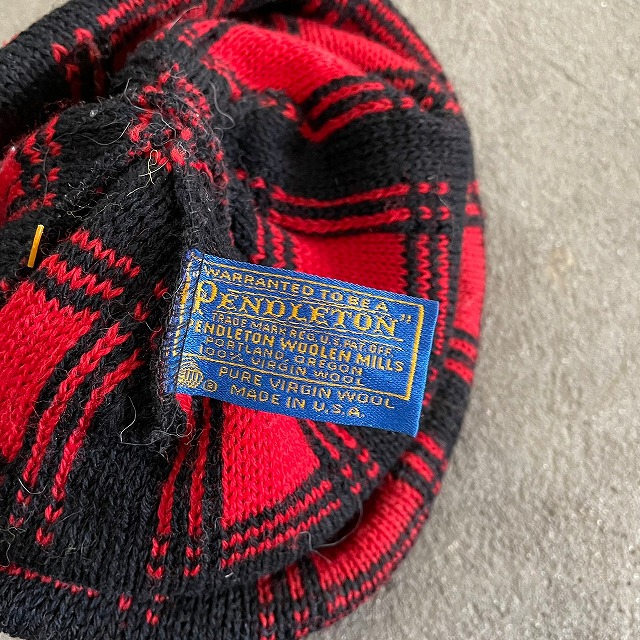 WARRANTED TO BE A
"PENDLETON"
TRADE MARK REG. U.S. PAT. OFF.
PENDLETON WOOLEN MILLS
PORTLAND, OREGON
100% VIRGIN WOOL
PURE VIRGIN WOOL
® MADE IN U.S.A.